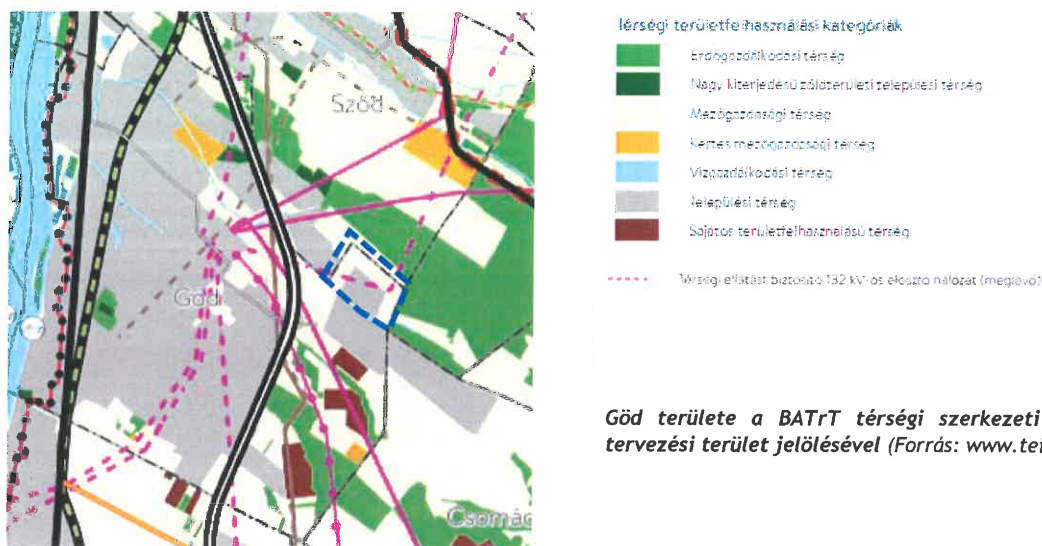 Térségi területfelhasználási kategóriák
Erdőgazdálkodási térség
Nagy kiterjedésű zöldterületi települési térség
Mezőgazdasági térség
Kertes mezőgazdasági térség
Vízgazdálkodási térség
Települési térség
Sajátos területfelhasználású térség
Térségi ellátást biztosító 132 kV-os elosztó hálózat (meglévő)
Sződ
Göd
Csomád
Göd területe a BATrT térségi szerkezeti
tervezési terület jelölésével (Forrás: www.tei